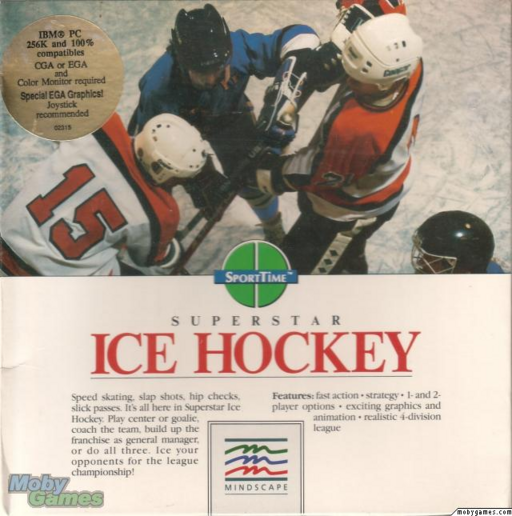 IBM® PC
256K and 100%
compatibles
CGA or EGA
and
Color Monitor required
Special EGA Graphics!
Joystick
recommended
15
SPORTTIME™
SUPERSTAR
ICE HOCKEY
Speed skating, slap shots, hip checks,
slick passes. It's all here in Superstar Ice
Hockey. Play center or goalie,
coach the team, build up the
franchise as general manager,
or do all three. Ice your
opponents for the league
championship!
Features: fast action • strategy • 1- and 2-
player options • exciting graphics and
animation • realistic 4-division
league
MINDSCAPE
Moby
Games
mobygames.com